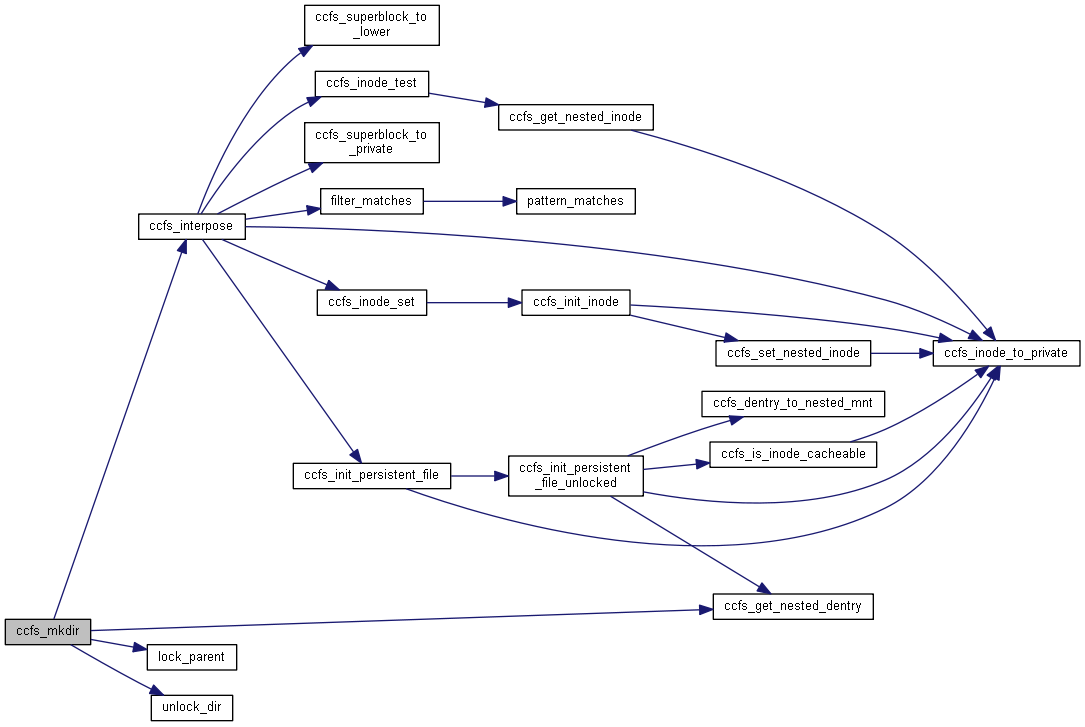 ccfs_superblock_to
_lower
ccfs_inode_test
ccfs_get_nested_inode
ccfs_superblock_to
_private
filter_matches
pattern_matches
ccfs_interpose
ccfs_inode_set
ccfs_init_inode
ccfs_set_nested_inode
ccfs_inode_to_private
ccfs_dentry_to_nested_mnt
ccfs_is_inode_cacheable
ccfs_init_persistent_file
ccfs_init_persistent
_file_unlocked
ccfs_get_nested_dentry
ccfs_mkdir
lock_parent
unlock_dir